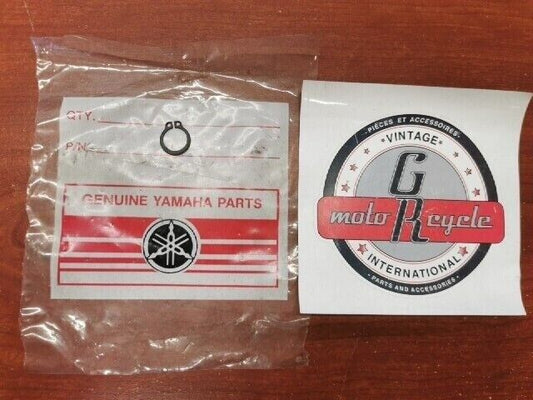 QTY.
P/N
GENUINE YAMAHA PARTS
· PIÈCES ET ACCESSOIRES ·
VINTAGE
G
moto R cycle
INTERNATIONAL
· PARTS AND ACCESSORIES ·